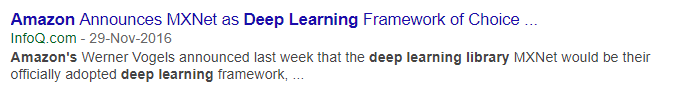 Amazon Announces MXNet as Deep Learning Framework of Choice ...
InfoQ.com - 29-Nov-2016
Amazon's Werner Vogels announced last week that the deep learning library MXNet would be their
officially adopted deep learning framework, ...